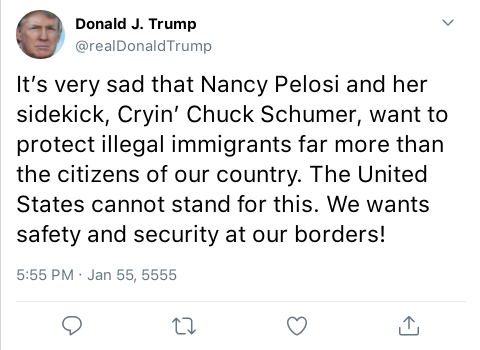 Donald J. Trump
@realDonaldTrump
It’s very sad that Nancy Pelosi and her
sidekick, Cryin’ Chuck Schumer, want to
protect illegal immigrants far more than
the citizens of our country. The United
States cannot stand for this. We wants
safety and security at our borders!
5:55 PM · Jan 55, 5555